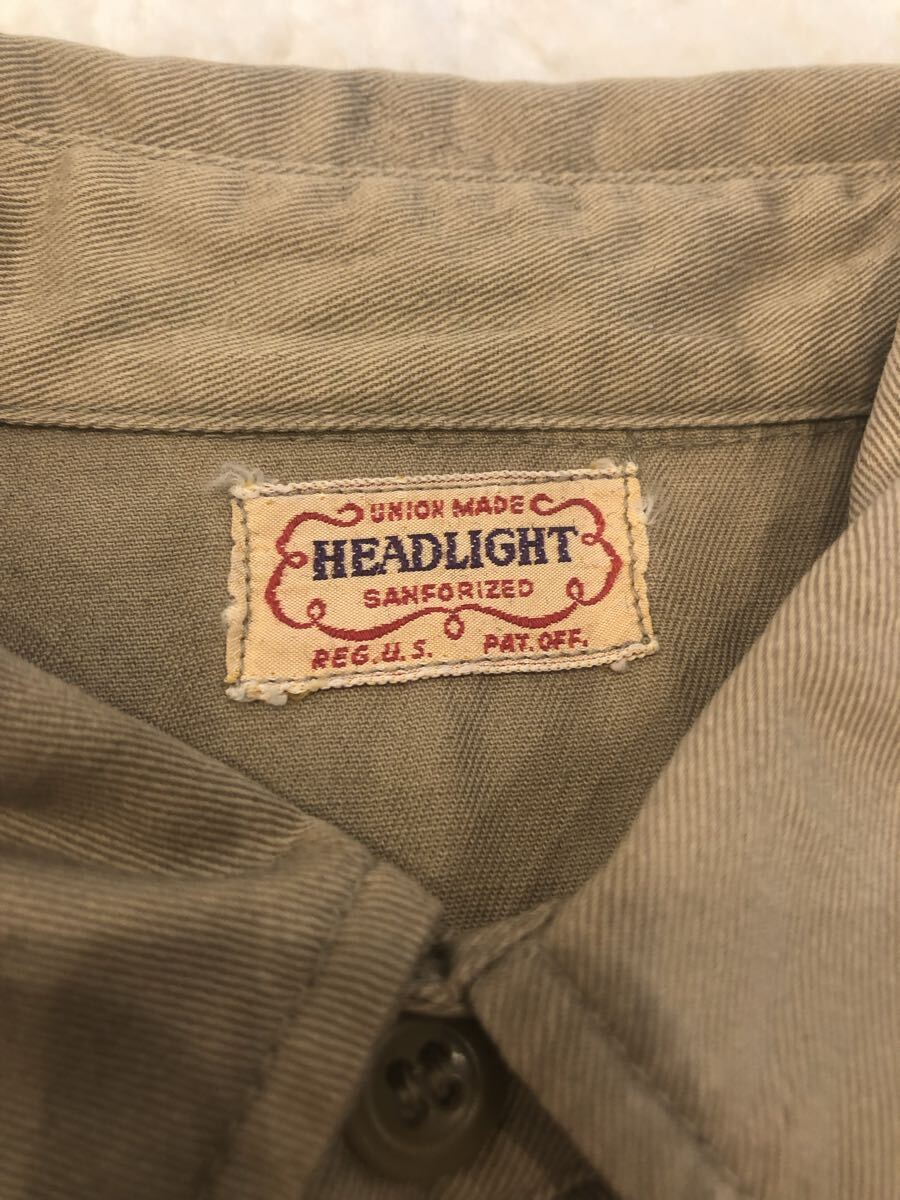 UNION MADE
HEADLIGHT
SANFORIZED
REG. U. S. PAT. OFF.